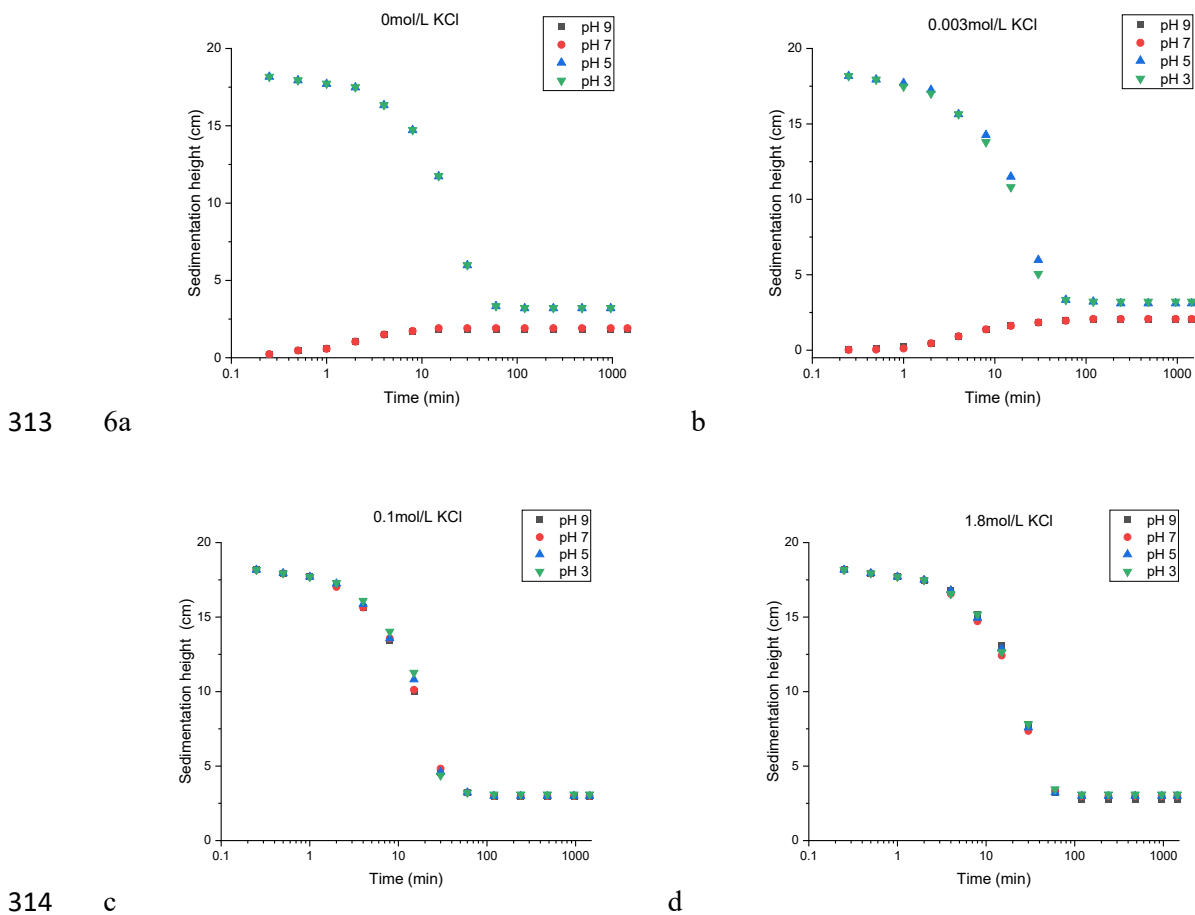 0mol/L KCl
pH 9
pH 7
pH 5
pH 3
20
15
10
5
0
Sedimentation height (cm)
0.1 1 10 100 1000
Time (min)
0.003mol/L KCl
pH 9
pH 7
pH 5
pH 3
20
15
10
5
0
Sedimentation height (cm)
0.1 1 10 100 1000
Time (min)
313 6a b
0.1mol/L KCl
pH 9
pH 7
pH 5
pH 3
20
15
10
5
0
Sedimentation height (cm)
0.1 1 10 100 1000
Time (min)
1.8mol/L KCl
pH 9
pH 7
pH 5
pH 3
20
15
10
5
0
Sedimentation height (cm)
0.1 1 10 100 1000
Time (min)
314 c d